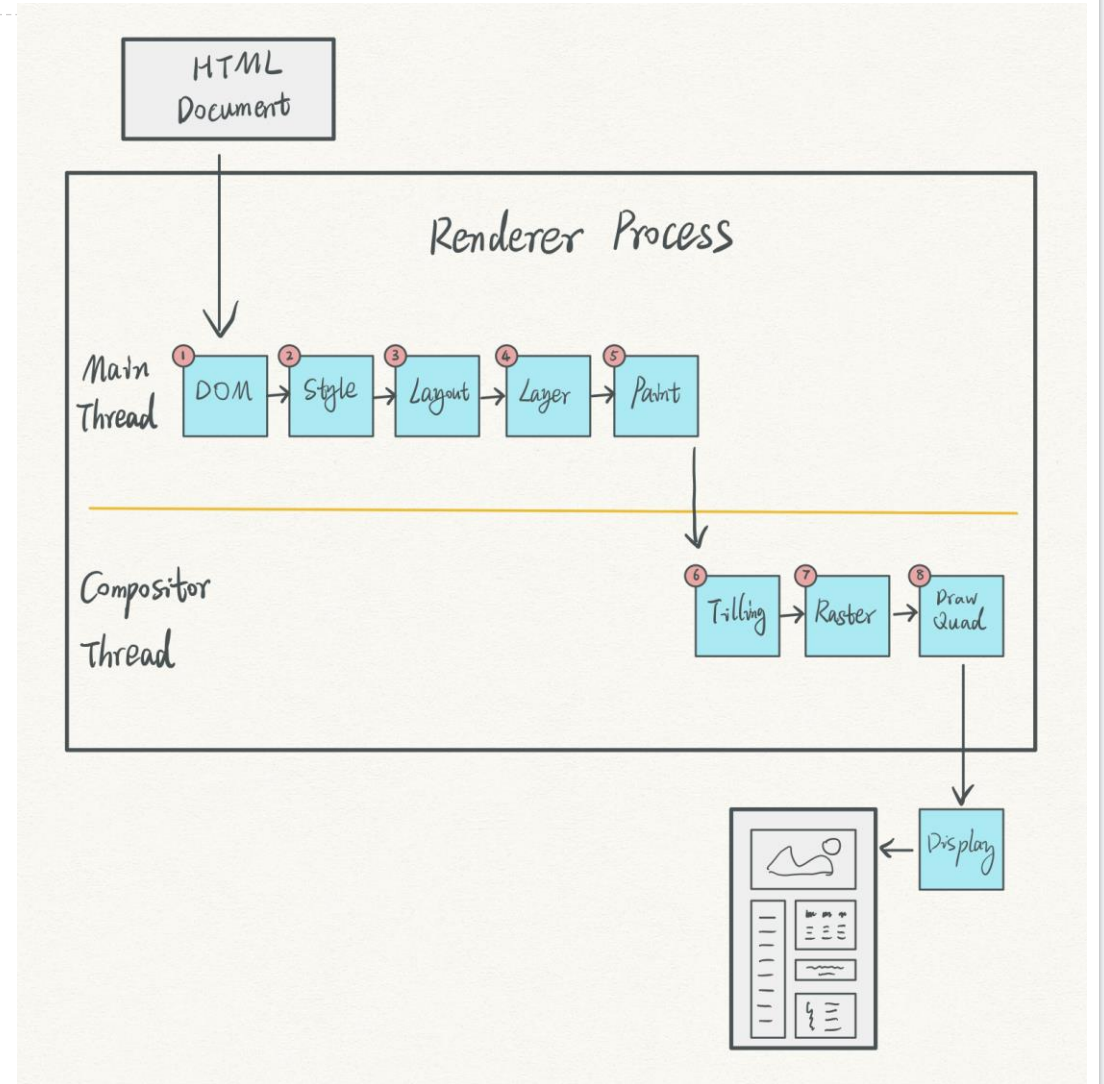 HTML
Document
Renderer Process
Main
Thread
1
DOM
2
Style
3
Layout
4
Layer
5
Paint
Compositor
Thread
6
Tilling
7
Raster
8
Draw
Quad
Display